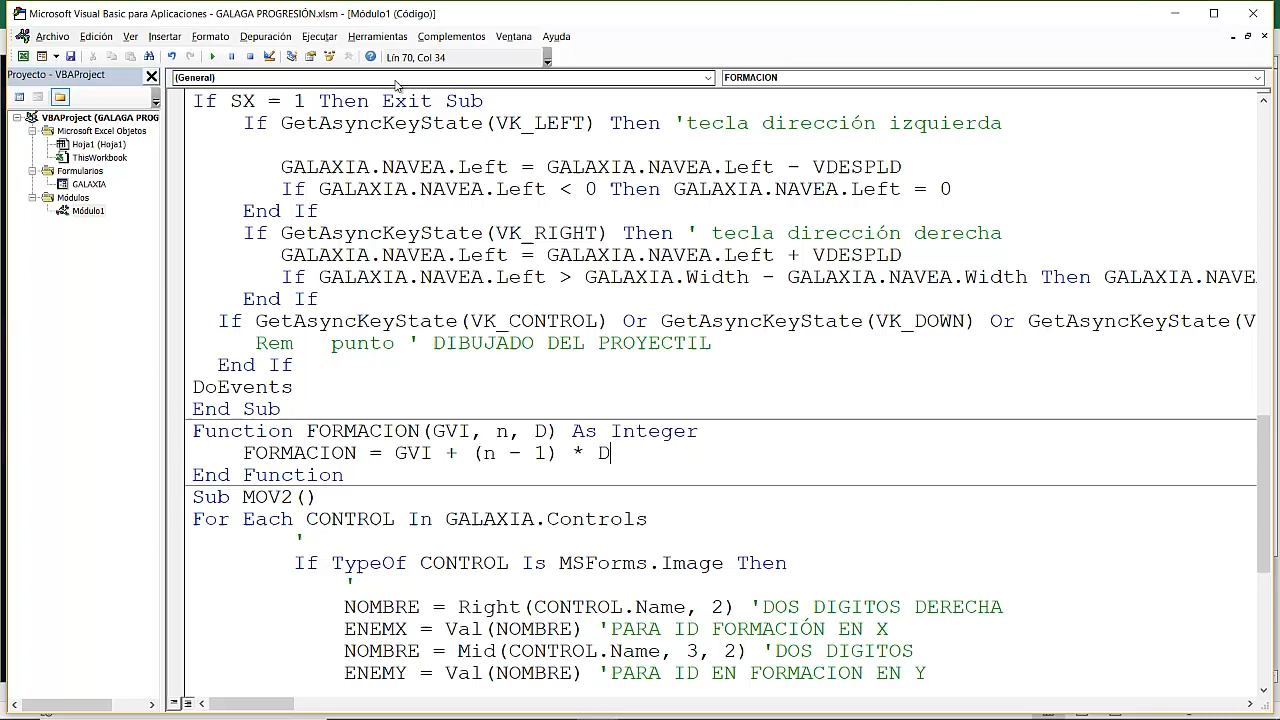 Microsoft Visual Basic para Aplicaciones - GALAGA PROGRESIÓN.xlsm - [Módulo1 (Código)]
Archivo Edición Ver Insertar Formato Depuración Ejecutar Herramientas Complementos Ventana Ayuda
Lín 70, Col 34
Proyecto - VBAProject
(General)
FORMACION
VBAProject (GALAGA PROG
Microsoft Excel Objetos
Hoja1 (Hoja1)
ThisWorkbook
Formularios
GALAXIA
Módulos
Módulo1
If SX = 1 Then Exit Sub
If GetAsyncKeyState(VK_LEFT) Then 'tecla dirección izquierda
GALAXIA.NAVEA.Left = GALAXIA.NAVEA.Left - VDESPLD
If GALAXIA.NAVEA.Left < 0 Then GALAXIA.NAVEA.Left = 0
End If
If GetAsyncKeyState(VK_RIGHT) Then ' tecla dirección derecha
GALAXIA.NAVEA.Left = GALAXIA.NAVEA.Left + VDESPLD
If GALAXIA.NAVEA.Left > GALAXIA.Width - GALAXIA.NAVEA.Width Then GALAXIA.NAVE
End If
If GetAsyncKeyState(VK_CONTROL) Or GetAsyncKeyState(VK_DOWN) Or GetAsyncKeyState(V
Rem punto ' DIBUJADO DEL PROYECTIL
End If
DoEvents
End Sub
Function FORMACION(GVI, n, D) As Integer
FORMACION = GVI + (n - 1) * D
End Function
Sub MOV2()
For Each CONTROL In GALAXIA.Controls
'
If TypeOf CONTROL Is MSForms.Image Then
'
NOMBRE = Right(CONTROL.Name, 2) 'DOS DIGITOS DERECHA
ENEMX = Val(NOMBRE) 'PARA ID FORMACIÓN EN X
NOMBRE = Mid(CONTROL.Name, 3, 2) 'DOS DIGITOS
ENEMY = Val(NOMBRE) 'PARA ID EN FORMACION EN Y